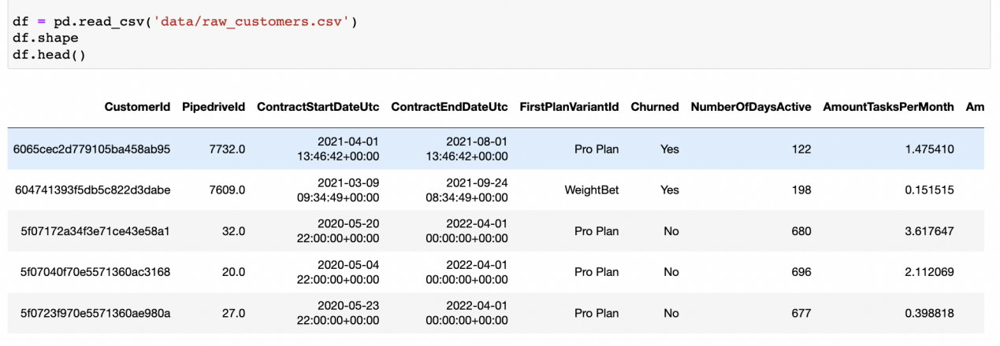 df = pd.read_csv('data/raw_customers.csv')
df.shape
df.head()
CustomerId PipedriveId ContractStartDateUtc ContractEndDateUtc FirstPlanVariantId Churned NumberOfDaysActive AmountTasksPerMonth Am
6065cec2d779105ba458ab95 7732.0 2021-04-01 13:46:42+00:00 2021-08-01 13:46:42+00:00 Pro Plan Yes 122 1.475410
604741393f5db5c822d3dabe 7609.0 2021-03-09 09:34:49+00:00 2021-09-24 08:34:49+00:00 WeightBet Yes 198 0.151515
5f07172a34f3e71ce43e58a1 32.0 2020-05-20 22:00:00+00:00 2022-04-01 00:00:00+00:00 Pro Plan No 680 3.617647
5f07040f70e5571360ac3168 20.0 2020-05-04 22:00:00+00:00 2022-04-01 00:00:00+00:00 Pro Plan No 696 2.112069
5f0723f970e5571360ae980a 27.0 2020-05-23 22:00:00+00:00 2022-04-01 00:00:00+00:00 Pro Plan No 677 0.398818